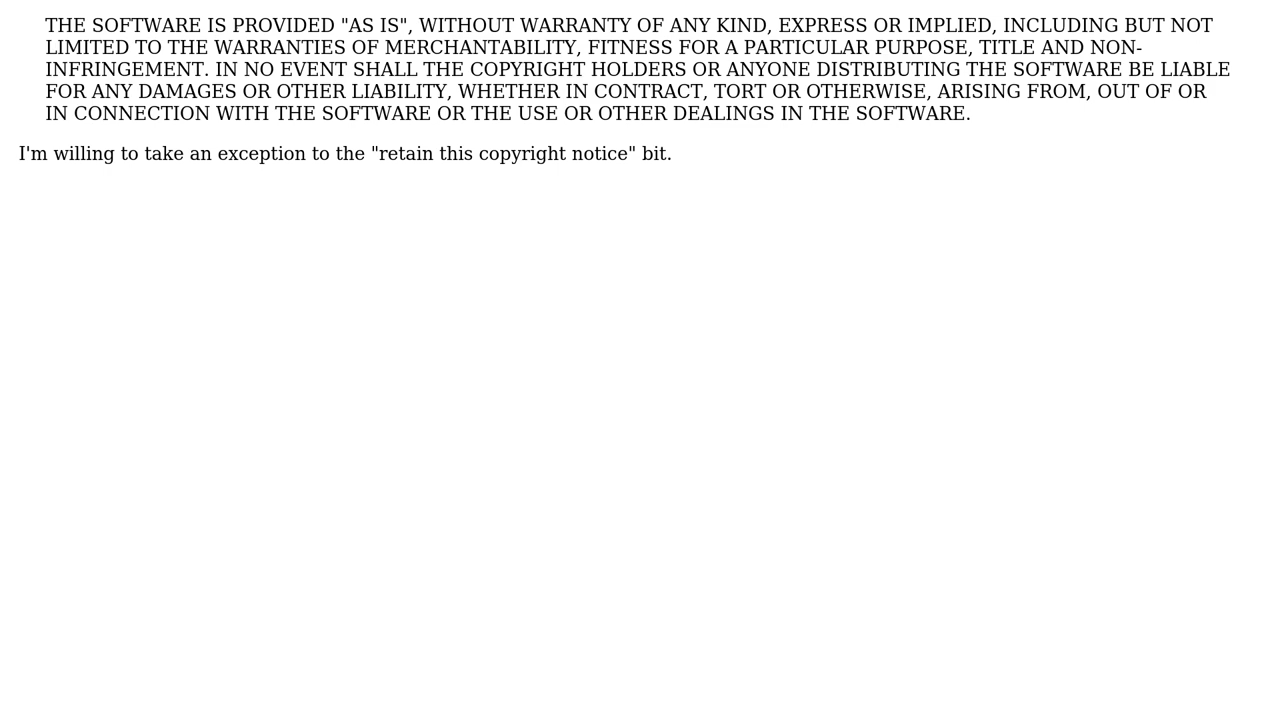 THE SOFTWARE IS PROVIDED "AS IS", WITHOUT WARRANTY OF ANY KIND, EXPRESS OR IMPLIED, INCLUDING BUT NOT
LIMITED TO THE WARRANTIES OF MERCHANTABILITY, FITNESS FOR A PARTICULAR PURPOSE, TITLE AND NON-
INFRINGEMENT. IN NO EVENT SHALL THE COPYRIGHT HOLDERS OR ANYONE DISTRIBUTING THE SOFTWARE BE LIABLE
FOR ANY DAMAGES OR OTHER LIABILITY, WHETHER IN CONTRACT, TORT OR OTHERWISE, ARISING FROM, OUT OF OR
IN CONNECTION WITH THE SOFTWARE OR THE USE OR OTHER DEALINGS IN THE SOFTWARE.
I'm willing to take an exception to the "retain this copyright notice" bit.